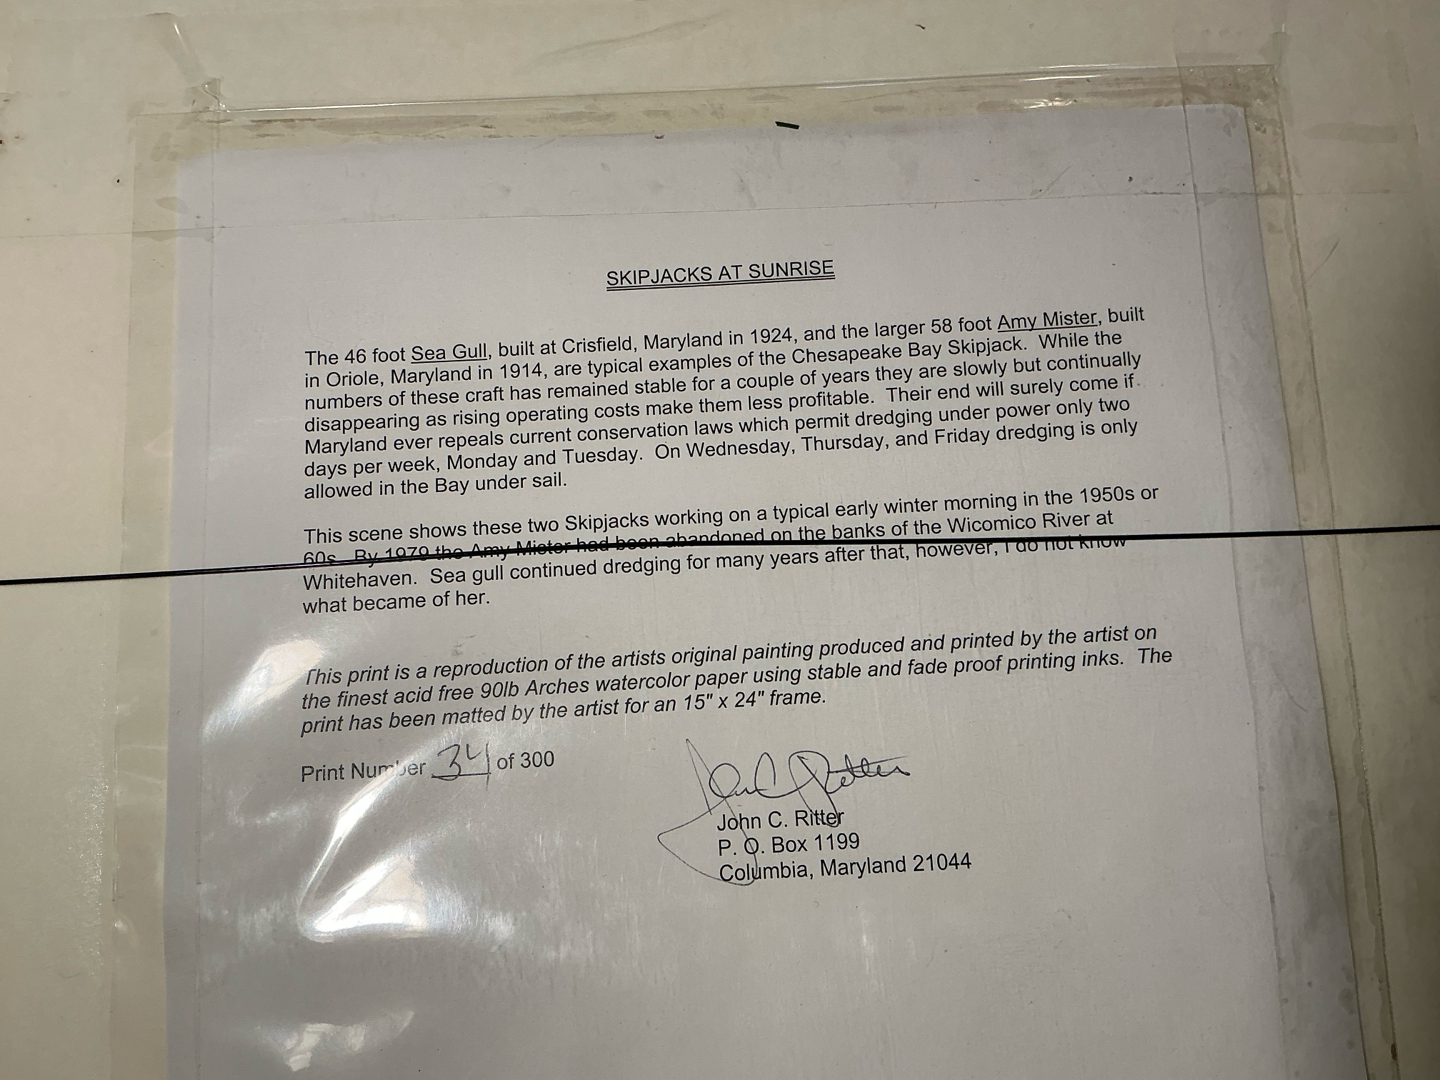 SKIPJACKS AT SUNRISE
The 46 foot Sea Gull, built at Crisfield, Maryland in 1924, and the larger 58 foot Amy Mister, built
in Oriole, Maryland in 1914, are typical examples of the Chesapeake Bay Skipjack. While the
numbers of these craft has remained stable for a couple of years they are slowly but continually
disappearing as rising operating costs make them less profitable. Their end will surely come if
Maryland ever repeals current conservation laws which permit dredging under power only two
days per week, Monday and Tuesday. On Wednesday, Thursday, and Friday dredging is only
allowed in the Bay under sail.
This scene shows these two Skipjacks working on a typical early winter morning in the 1950s or
60s. By 1979 the Amy Mister had been abandoned on the banks of the Wicomico River at
Whitehaven. Sea gull continued dredging for many years after that, however, I do not know
what became of her.
This print is a reproduction of the artists original painting produced and printed by the artist on
the finest acid free 90lb Arches watercolor paper using stable and fade proof printing inks. The
print has been matted by the artist for an 15" x 24" frame.
Print Number 34 of 300
John C Ritter
John C. Ritter
P. O. Box 1199
Columbia, Maryland 21044